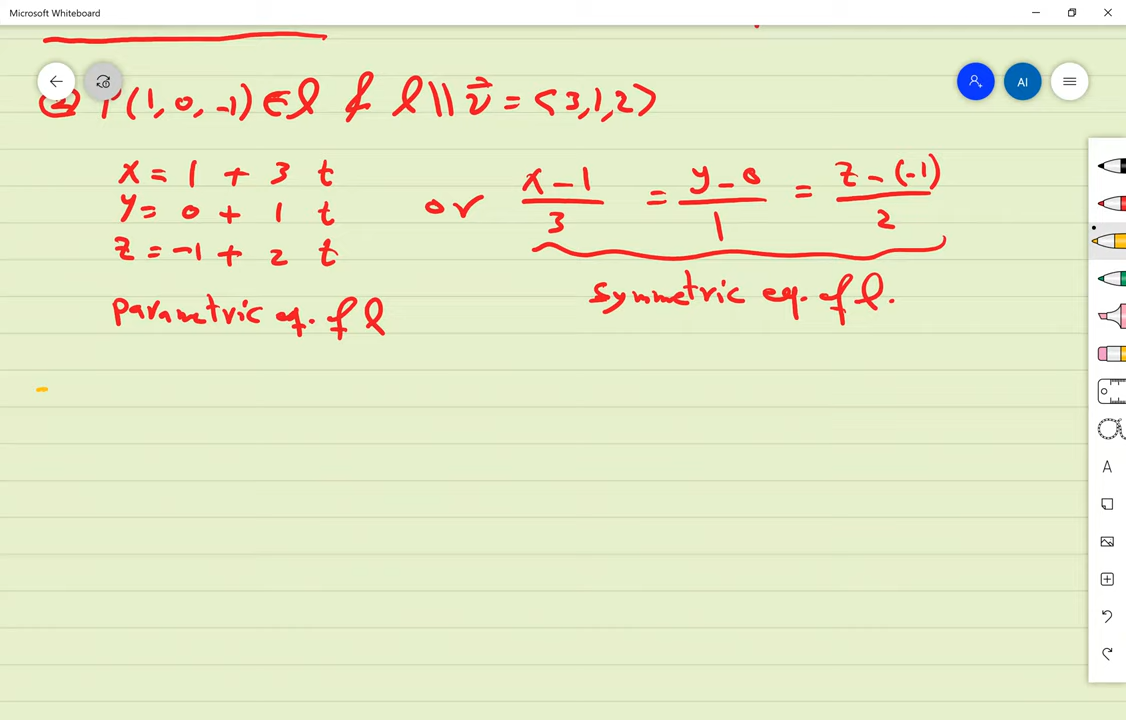 Microsoft Whiteboard
P(1, 0, -1) ∈ l & l || v⃗ = <3, 1, 2>
AI
x = 1 + 3 t
y = 0 + 1 t
z = -1 + 2 t
or
x - 1 / 3 = y - 0 / 1 = z - (-1) / 2
parametric eq. of l
symmetric eq. of l.
A